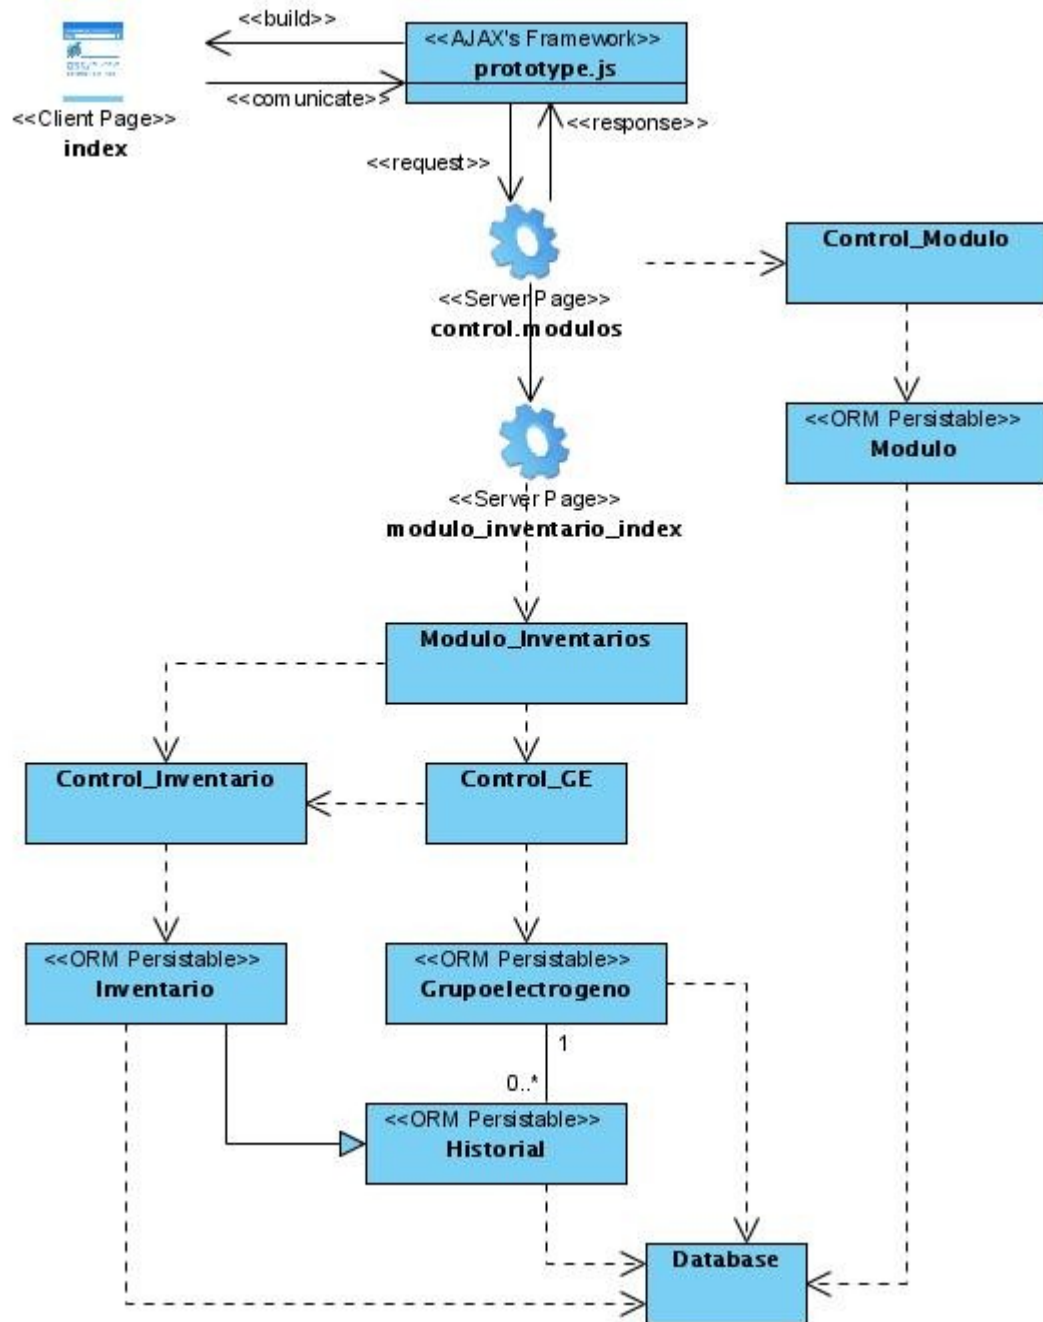 <<build>>
<<AJAX's Framework>>
prototype.js
<<comunicate>>
<<Client Page>>
index
<<response>>
<<request>>
Control_Modulo
<<Server Page>>
control.modulos
<<ORM Persistable>>
Modulo
<<Server Page>>
modulo_inventario_index
Modulo_Inventarios
Control_Inventario
Control_GE
<<ORM Persistable>>
Inventario
<<ORM Persistable>>
Grupoelectrogeno
1
0..*
<<ORM Persistable>>
Historial
Database